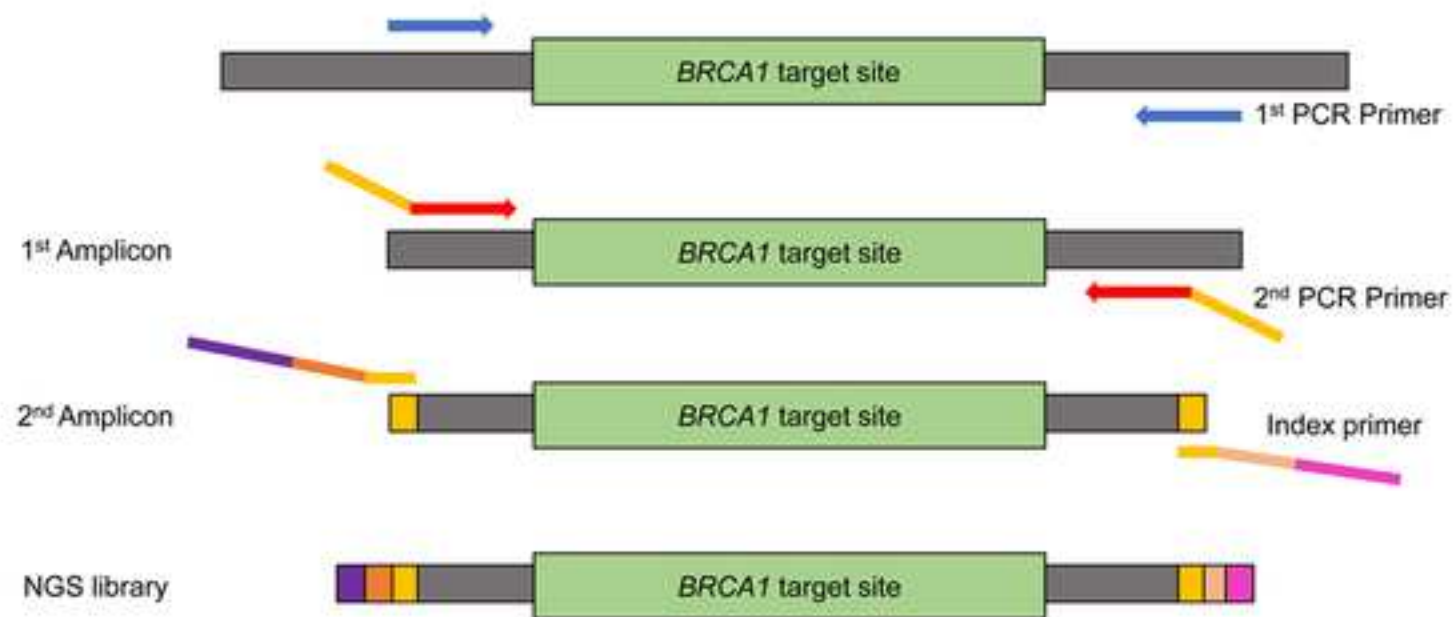 BRCA1 target site
1st PCR Primer
1st Amplicon
BRCA1 target site
2nd PCR Primer
2nd Amplicon
BRCA1 target site
Index primer
NGS library
BRCA1 target site